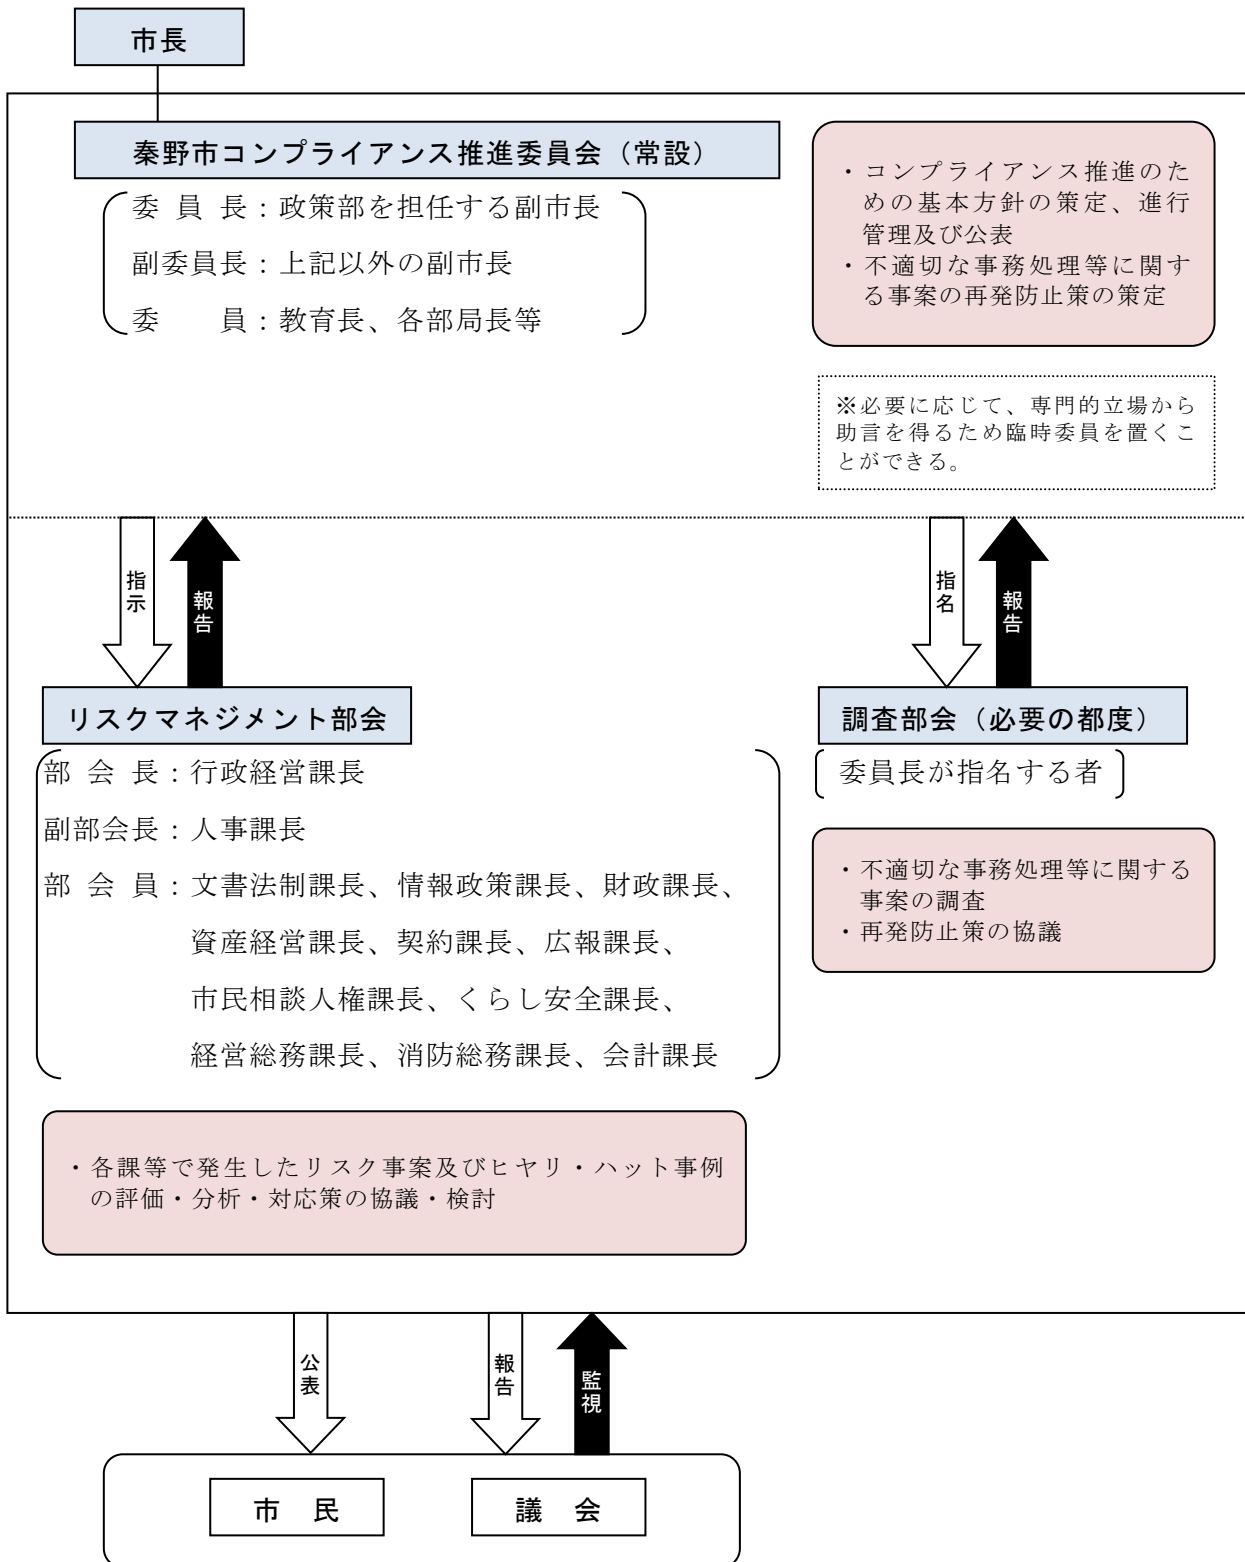 市長
秦野市コンプライアンス推進委員会（常設）
委員長：政策部を担任する副市長
副委員長：上記以外の副市長
委　　員：教育長、各部局長等
・コンプライアンス推進のた
めの基本方針の策定、進行
管理及び公表
・不適切な事務処理等に関す
る事案の再発防止策の策定
※必要に応じて、専門的立場から
助言を得るため臨時委員を置くこ
とができる。
指示
報告
指名
報告
リスクマネジメント部会
部会長：行政経営課長
副部会長：人事課長
部会員：文書法制課長、情報政策課長、財政課長、
資産経営課長、契約課長、広報課長、
市民相談人権課長、くらし安全課長、
経営総務課長、消防総務課長、会計課長
・各課等で発生したリスク事案及びヒヤリ・ハット事例
の評価・分析・対応策の協議・検討
調査部会（必要の都度）
委員長が指名する者
・不適切な事務処理等に関する
事案の調査
・再発防止策の協議
公表
報告
監視
市　民
議　会